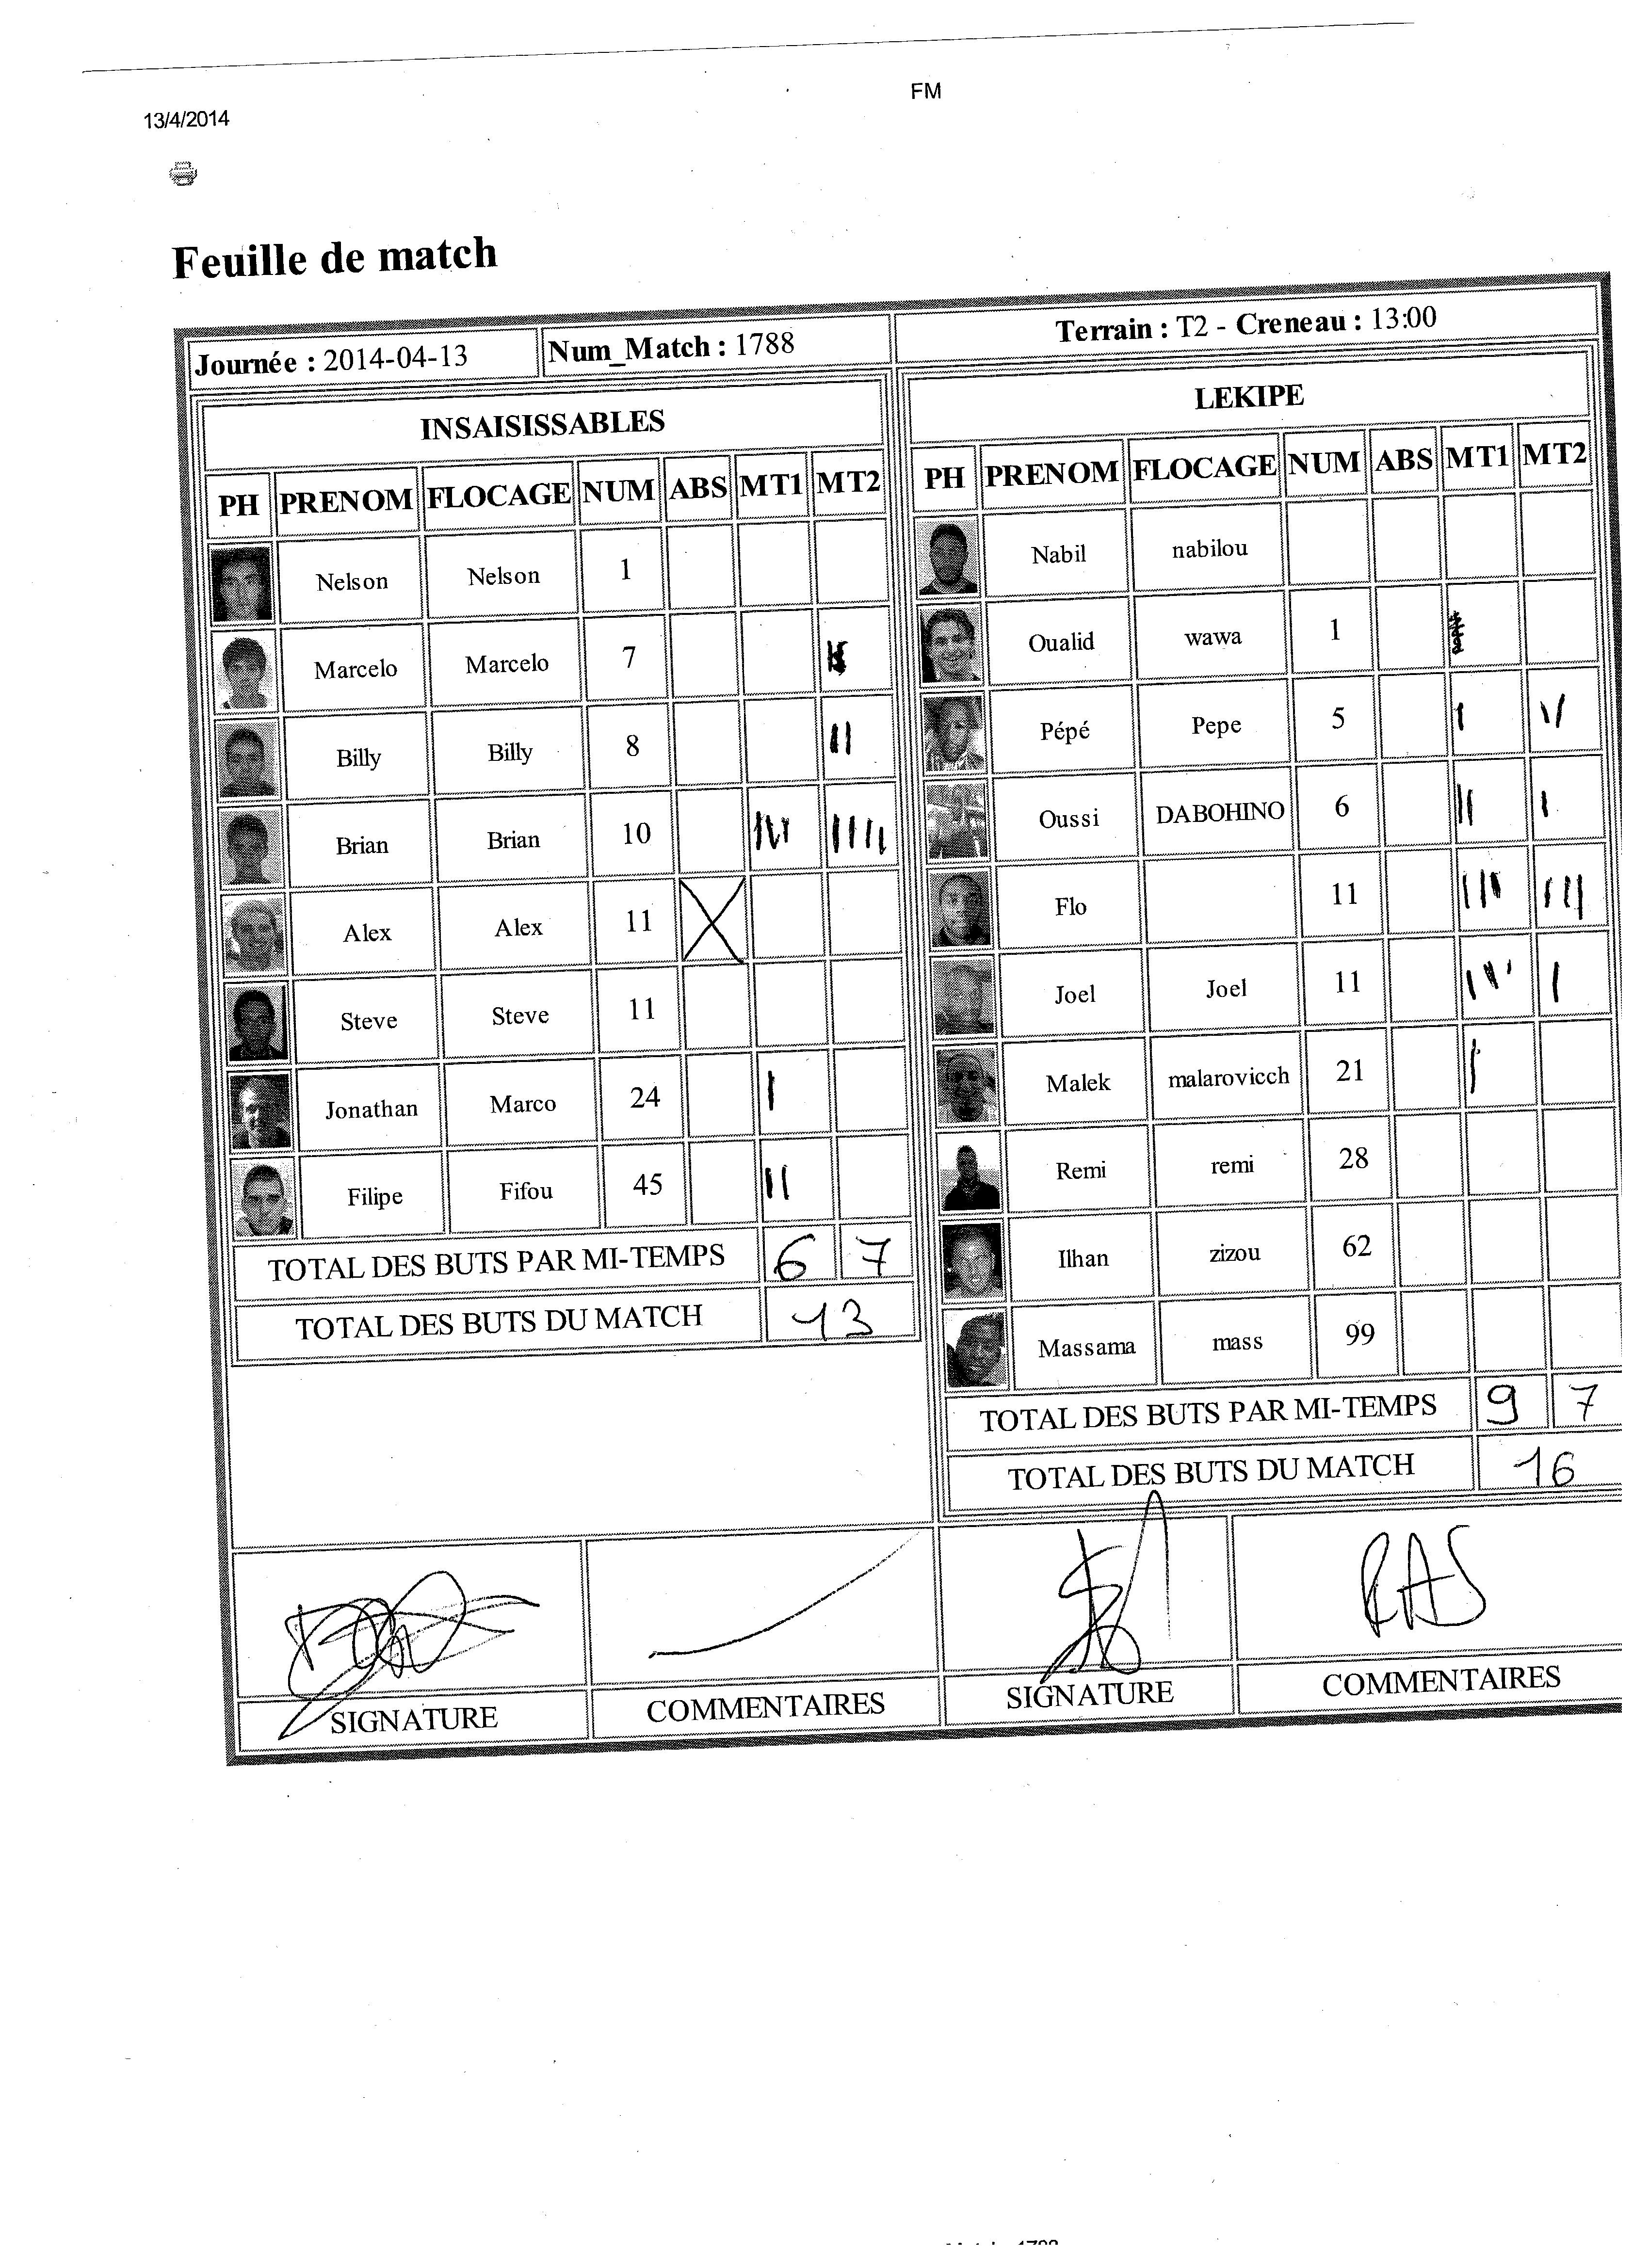 FM
13/4/2014
Feuille de match
Journée : 2014-04-13 Num_Match : 1788 Terrain : T2 - Creneau : 13:00
INSAISISSABLES
PH PRENOM FLOCAGE NUM ABS MT1 MT2
Nelson Nelson 1
Marcelo Marcelo 7
Billy Billy 8 II
Brian Brian 10 III IIII
Alex Alex 11 X
Steve Steve 11
Jonathan Marco 24 I
Filipe Fifou 45 II
TOTAL DES BUTS PAR MI-TEMPS 6 7
TOTAL DES BUTS DU MATCH 13
LEKIPE
PH PRENOM FLOCAGE NUM ABS MT1 MT2
Nabil nabilou
Oualid wawa 1
Pépé Pepe 5 I II
Oussi DABOHINO 6 II I
Flo 11 III III
Joel Joel 11 III I
Malek malarovicch 21 I
Remi remi 28
Ilhan zizou 62
Massama mass 99
TOTAL DES BUTS PAR MI-TEMPS 9 7
TOTAL DES BUTS DU MATCH 16
RAS
SIGNATURE COMMENTAIRES SIGNATURE COMMENTAIRES